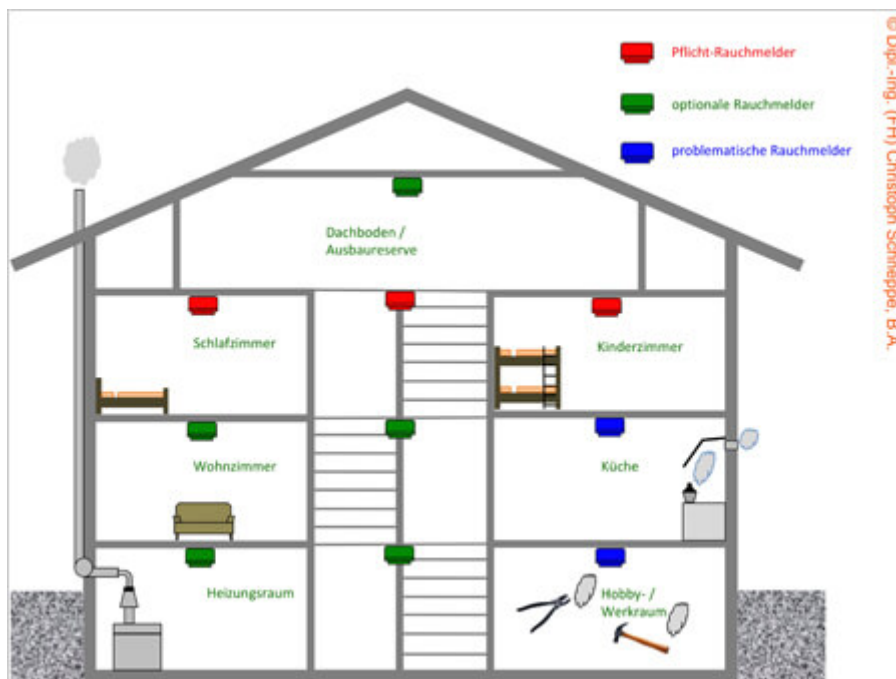 Pflicht-Rauchmelder
optionale Rauchmelder
problematische Rauchmelder
Dachboden /
Ausbaureserve
Schlafzimmer
Kinderzimmer
Wohnzimmer
Küche
Heizungsraum
Hobby- /
Werkraum
© Dipl.-Ing. (FH) Christoph Schneppe, B.A.